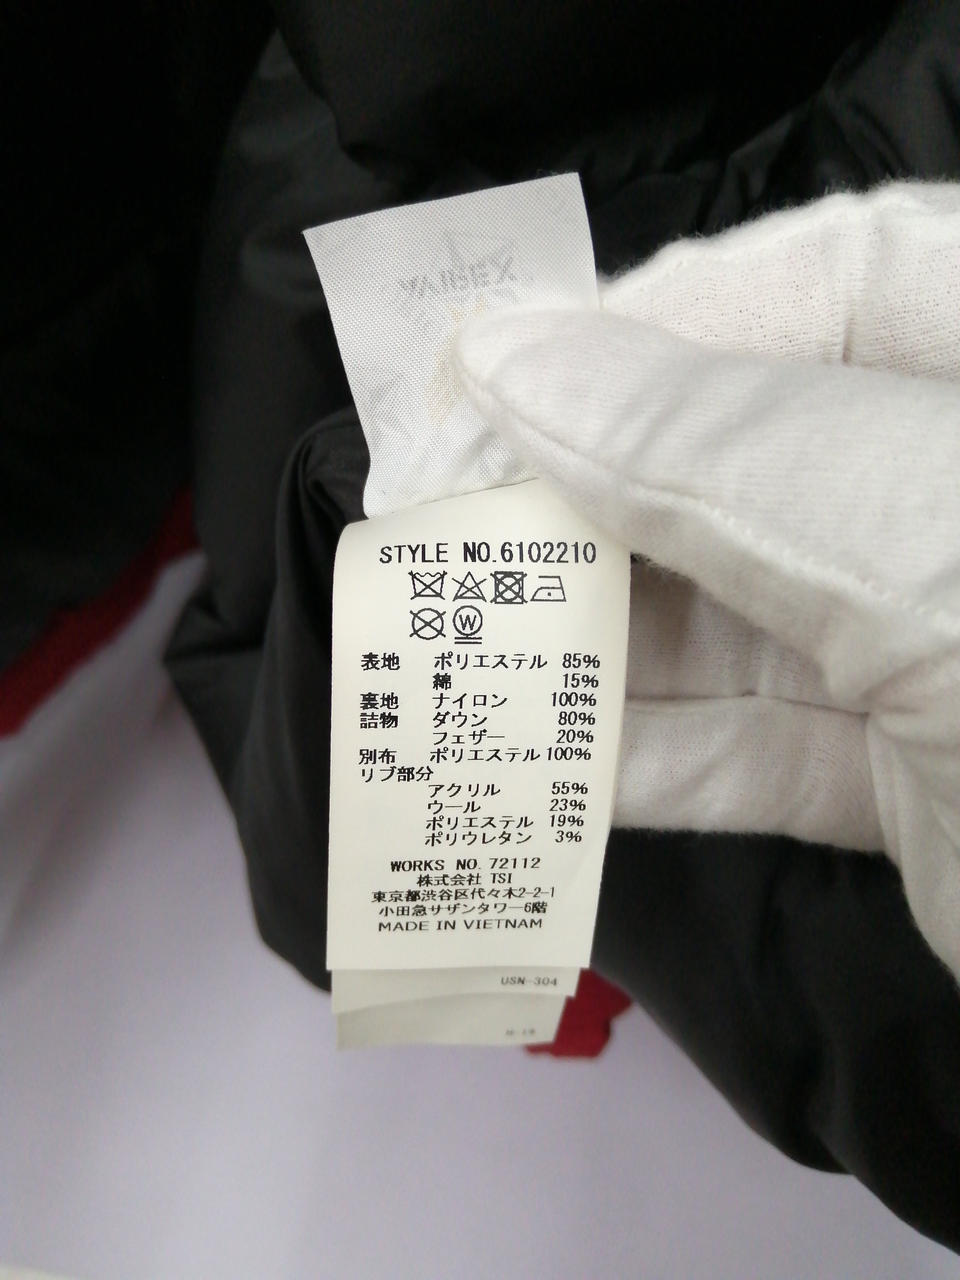 STYLE NO.6102210
W
表地 ポリエステル 85%
綿 15%
裏地 ナイロン 100%
詰物 ダウン 80%
フェザー 20%
別布 ポリエステル 100%
リブ部分
アクリル 55%
ウール 23%
ポリエステル 19%
ポリウレタン 3%
WORKS NO. 72112
株式会社 TSI
東京都渋谷区代々木2-2-1
小田急サザンタワー6階
MADE IN VIETNAM
USN-304